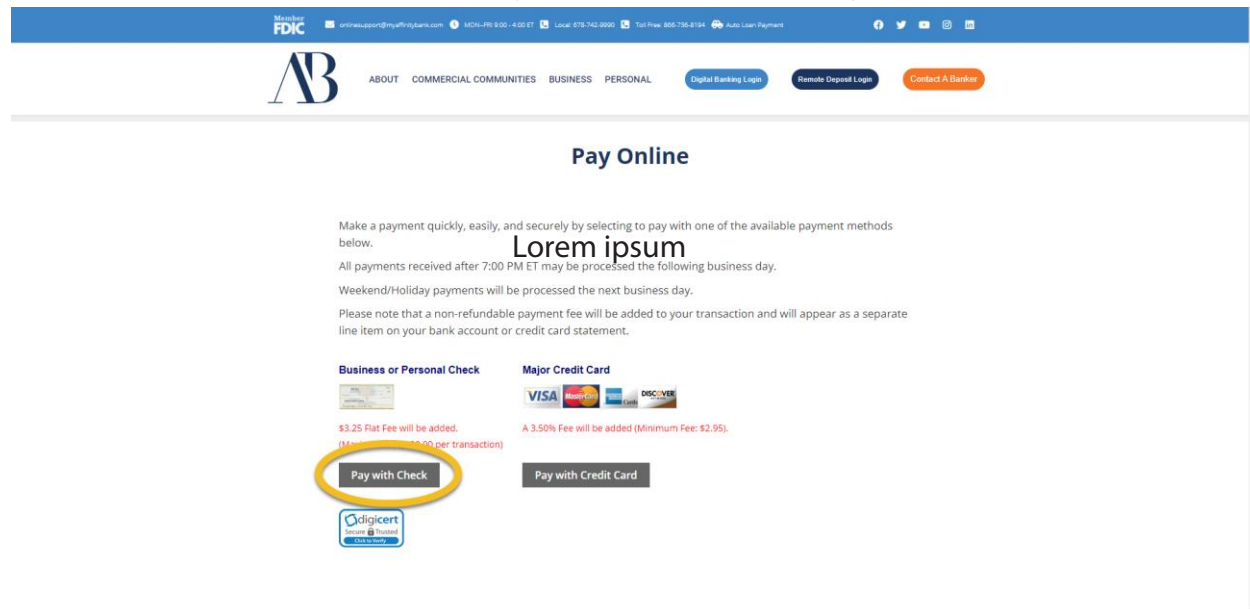 Member
FDIC
onlinesupport@myaffinitybank.com MON-FRI 9:00 - 4:00 ET Local: 678-742-9990 Toll Free: 866-736-8194 Auto Loan Payment
AB
ABOUT COMMERCIAL COMMUNITIES BUSINESS PERSONAL Digital Banking Login Remote Deposit Login Contact A Banker
Pay Online
Make a payment quickly, easily, and securely by selecting to pay with one of the available payment methods
below.
Lorem ipsum
All payments received after 7:00 PM ET may be processed the following business day.
Weekend/Holiday payments will be processed the next business day.
Please note that a non-refundable payment fee will be added to your transaction and will appear as a separate
line item on your bank account or credit card statement.
Business or Personal Check Major Credit Card
VISA MasterCard Cards DISCOVER
$3.25 Flat Fee will be added. A 3.50% Fee will be added (Minimum Fee: $2.95).
per transaction)
Pay with Check Pay with Credit Card
digicert
Secure Trusted
Click to Verify